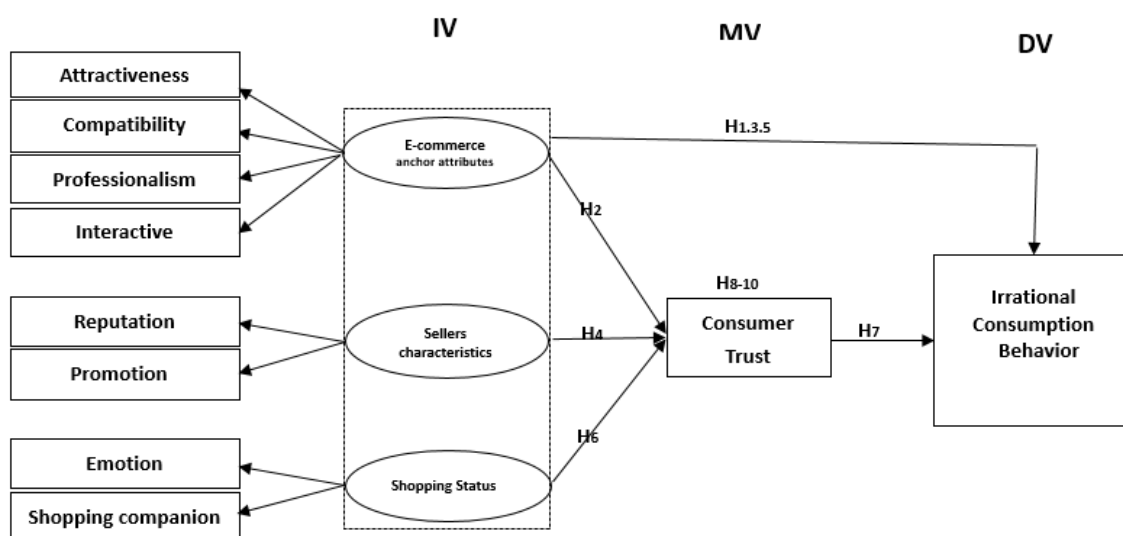 IV
MV
DV
Attractiveness
Compatibility
Professionalism
Interactive
E-commerce
anchor attributes
H1.3.5
H2
Reputation
Promotion
Sellers
characteristics
H4
H8-10
Consumer
Trust
H7
Irrational
Consumption
Behavior
Emotion
Shopping companion
Shopping Status
H6